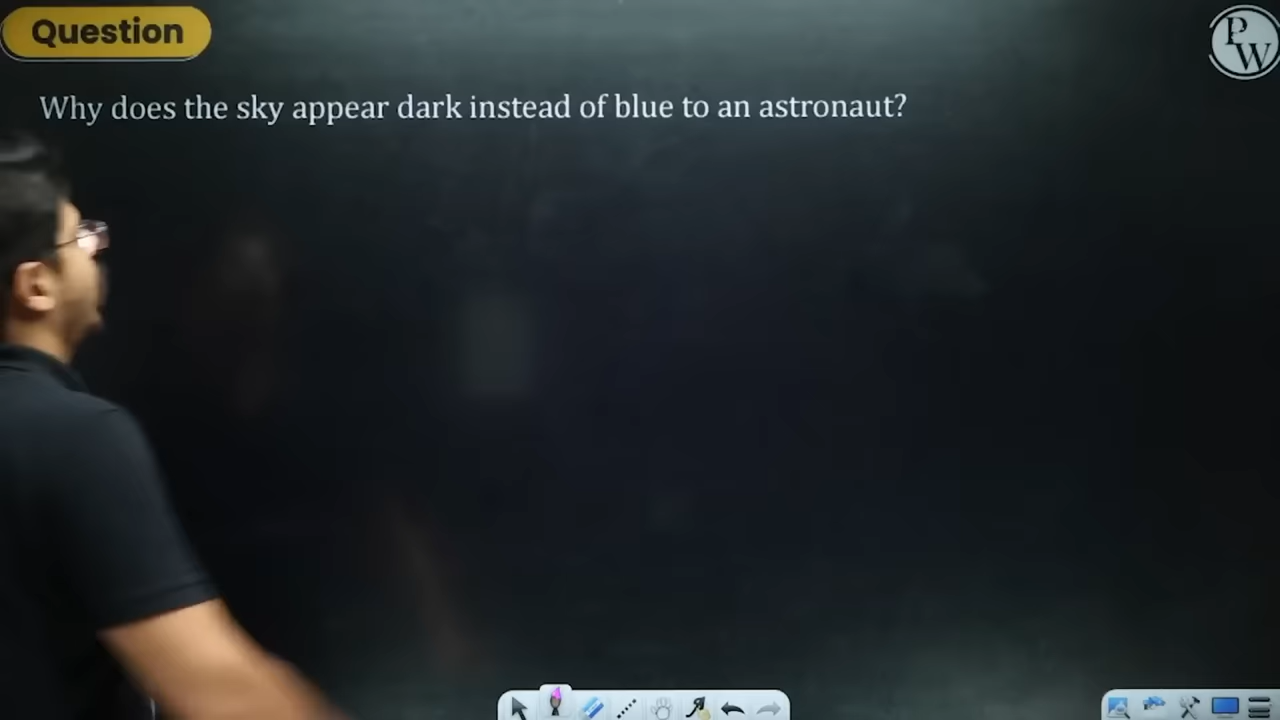 Question
PW
Why does the sky appear dark instead of blue to an astronaut?